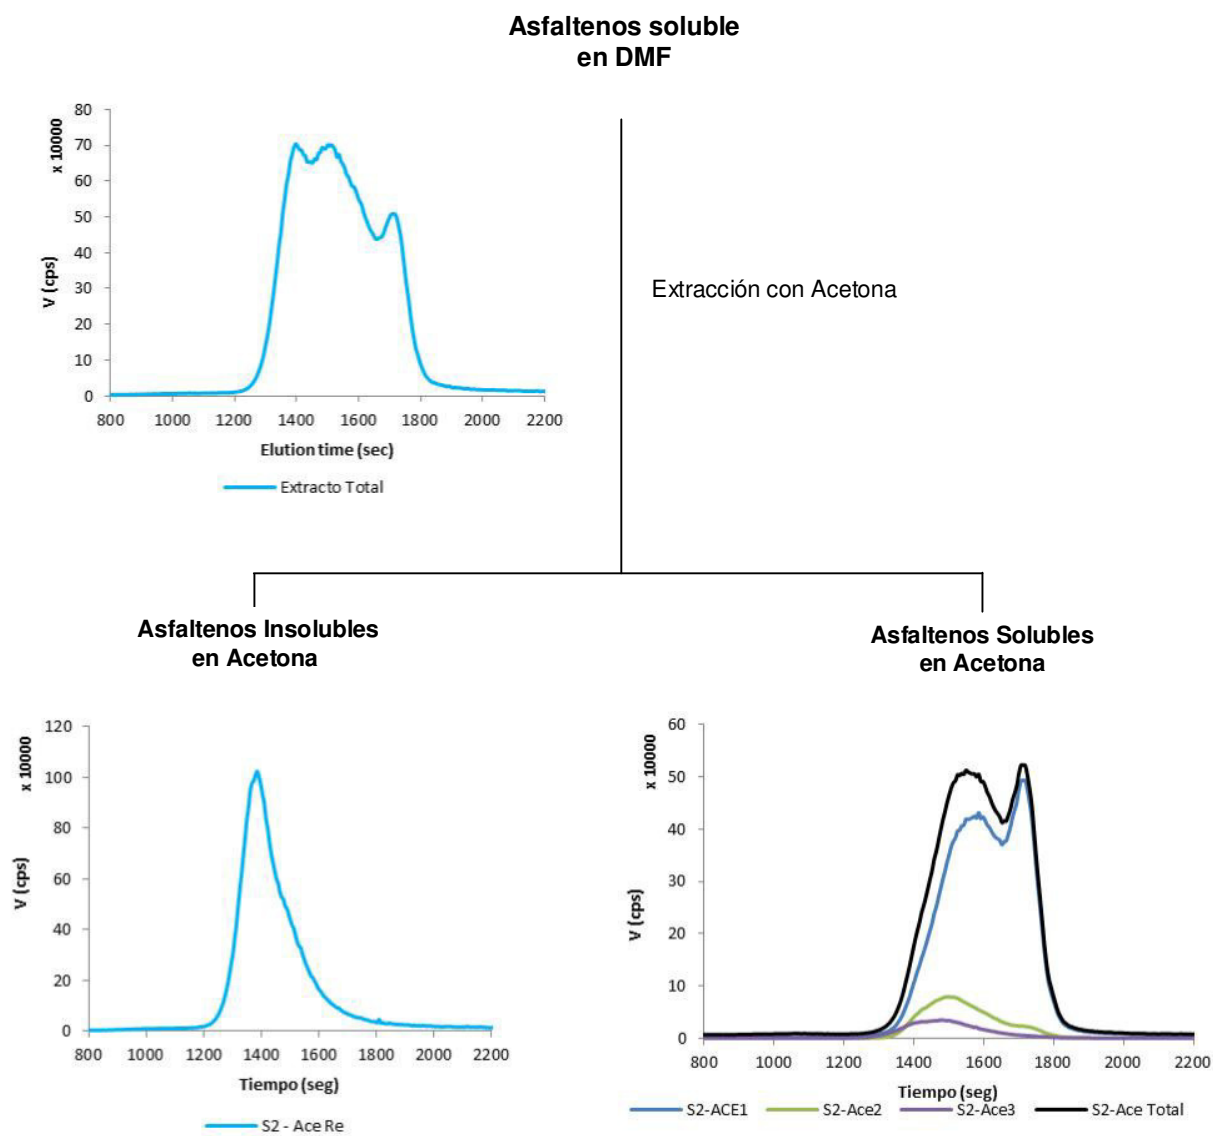 Asfaltenos soluble
en DMF
x 10000
V (cps)
80
70
60
50
40
30
20
10
0
800 1000 1200 1400 1600 1800 2000 2200
Elution time (sec)
Extracto Total
Extracción con Acetona
Asfaltenos Insolubles
en Acetona
x 10000
V (cps)
120
100
80
60
40
20
0
800 1000 1200 1400 1600 1800 2000 2200
Tiempo (seg)
S2 - Ace Re
Asfaltenos Solubles
en Acetona
x 10000
V (cps)
60
50
40
30
20
10
0
800 1000 1200 1400 1600 1800 2000 2200
Tiempo (seg)
S2-ACE1 S2-Ace2 S2-Ace3 S2-Ace Total